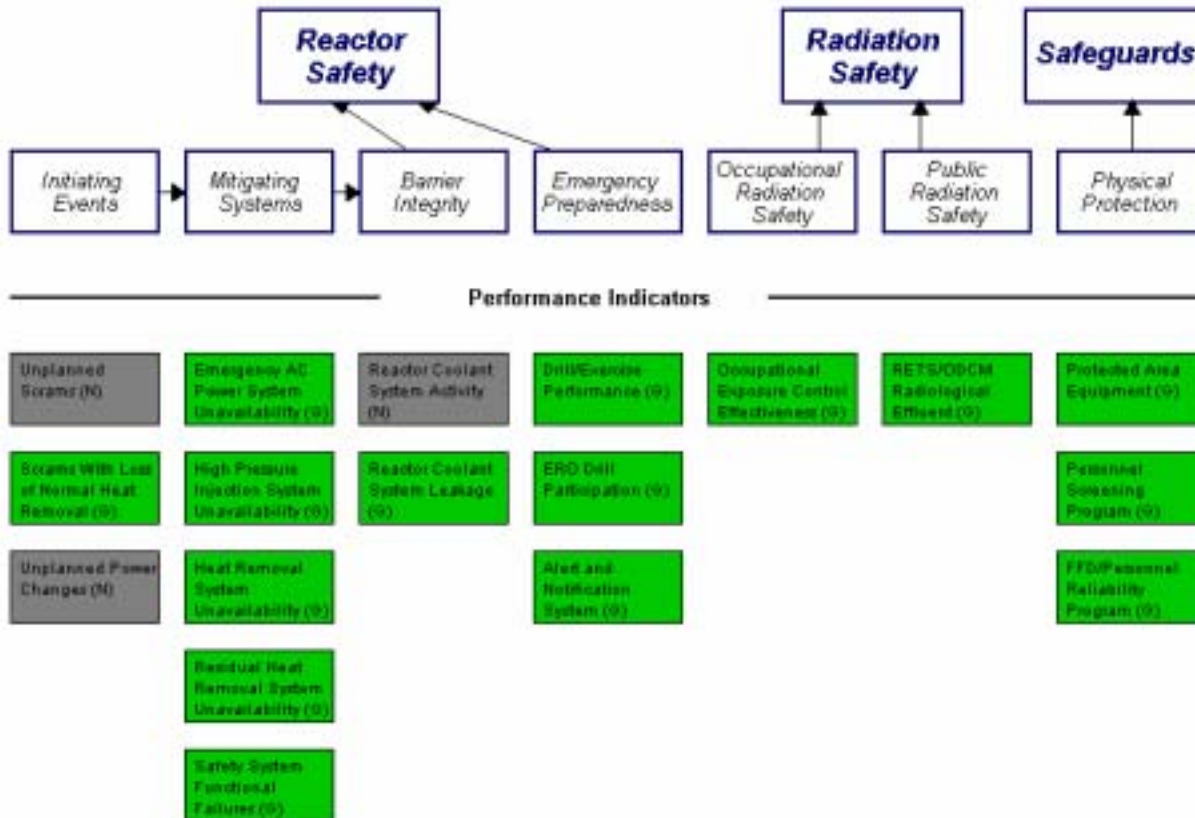 Reactor
Safety
Radiation
Safety
Safeguards
Initiating
Events
Mitigating
Systems
Barrier
Integrity
Emergency
Preparedness
Occupational
Radiation
Safety
Public
Radiation
Safety
Physical
Protection
Performance Indicators
Unplanned
Scrams (N)
Emergency AC
Power System
Unavailability (G)
Reactor Coolant
System Activity
(N)
Drill/Exercise
Performance (G)
Occupational
Exposure Control
Effectiveness (G)
RETS/ODCM
Radiological
Effluent (G)
Protected Area
Equipment (G)
Scrams With Loss
of Normal Heat
Removal (G)
High Pressure
Injection System
Unavailability (G)
Reactor Coolant
System Leakage
(G)
ERO Drill
Participation (G)
Personnel
Screening
Program (G)
Unplanned Power
Changes (N)
Heat Removal
System
Unavailability (G)
Alert and
Notification
System (G)
FFD/Personnel
Reliability
Program (G)
Residual Heat
Removal System
Unavailability (G)
Safety System
Functional
Failures (G)